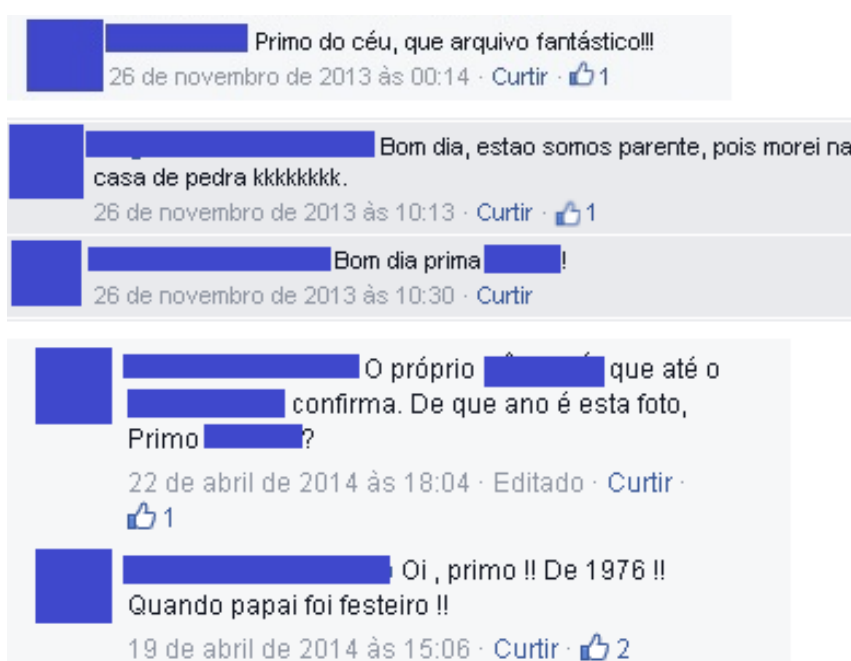 Primo do céu, que arquivo fantástico!!!
26 de novembro de 2013 às 00:14 · Curtir · 1
Bom dia, estao somos parente, pois morei na
casa de pedra kkkkkkkk.
26 de novembro de 2013 às 10:13 · Curtir · 1
Bom dia prima !
26 de novembro de 2013 às 10:30 · Curtir
O próprio que até o
confirma. De que ano é esta foto,
Primo ?
22 de abril de 2014 às 18:04 · Editado · Curtir ·
1
Oi , primo !! De 1976 !!
Quando papai foi festeiro !!
19 de abril de 2014 às 15:06 · Curtir · 2